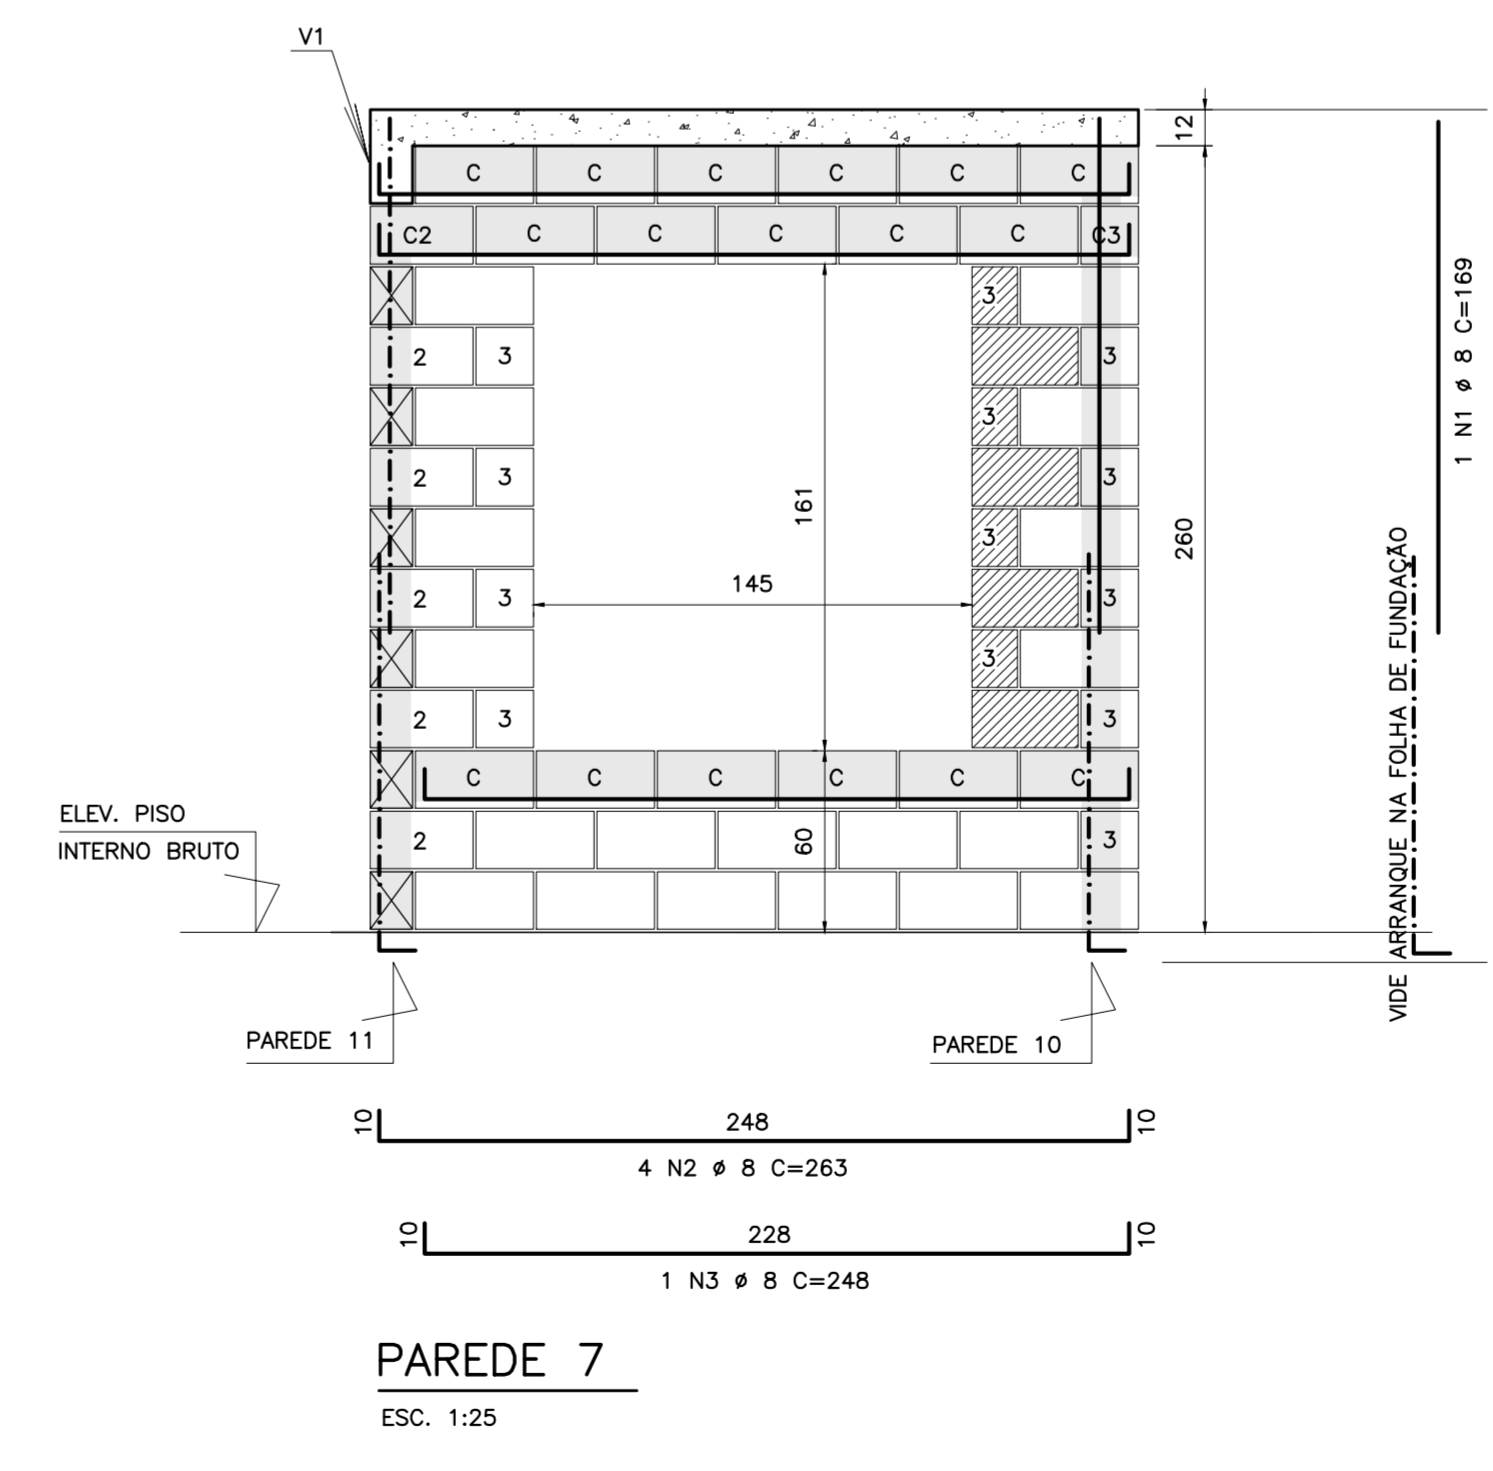 V1
12
C C C C C C
C2 C C C C C C3
3
2 3 3
3
2 3 3
161
3
260
145
2 3 3
3
2 3 3
C C C C C C
2 60 3
ELEV. PISO
INTERNO BRUTO
1 N1 ø 8 C=169
VIDE ARRANQUE NA FOLHA DE FUNDAÇÃO
PAREDE 11
PAREDE 10
10 248 10
4 N2 ø 8 C=263
10 228 10
1 N3 ø 8 C=248
PAREDE 7
ESC. 1:25